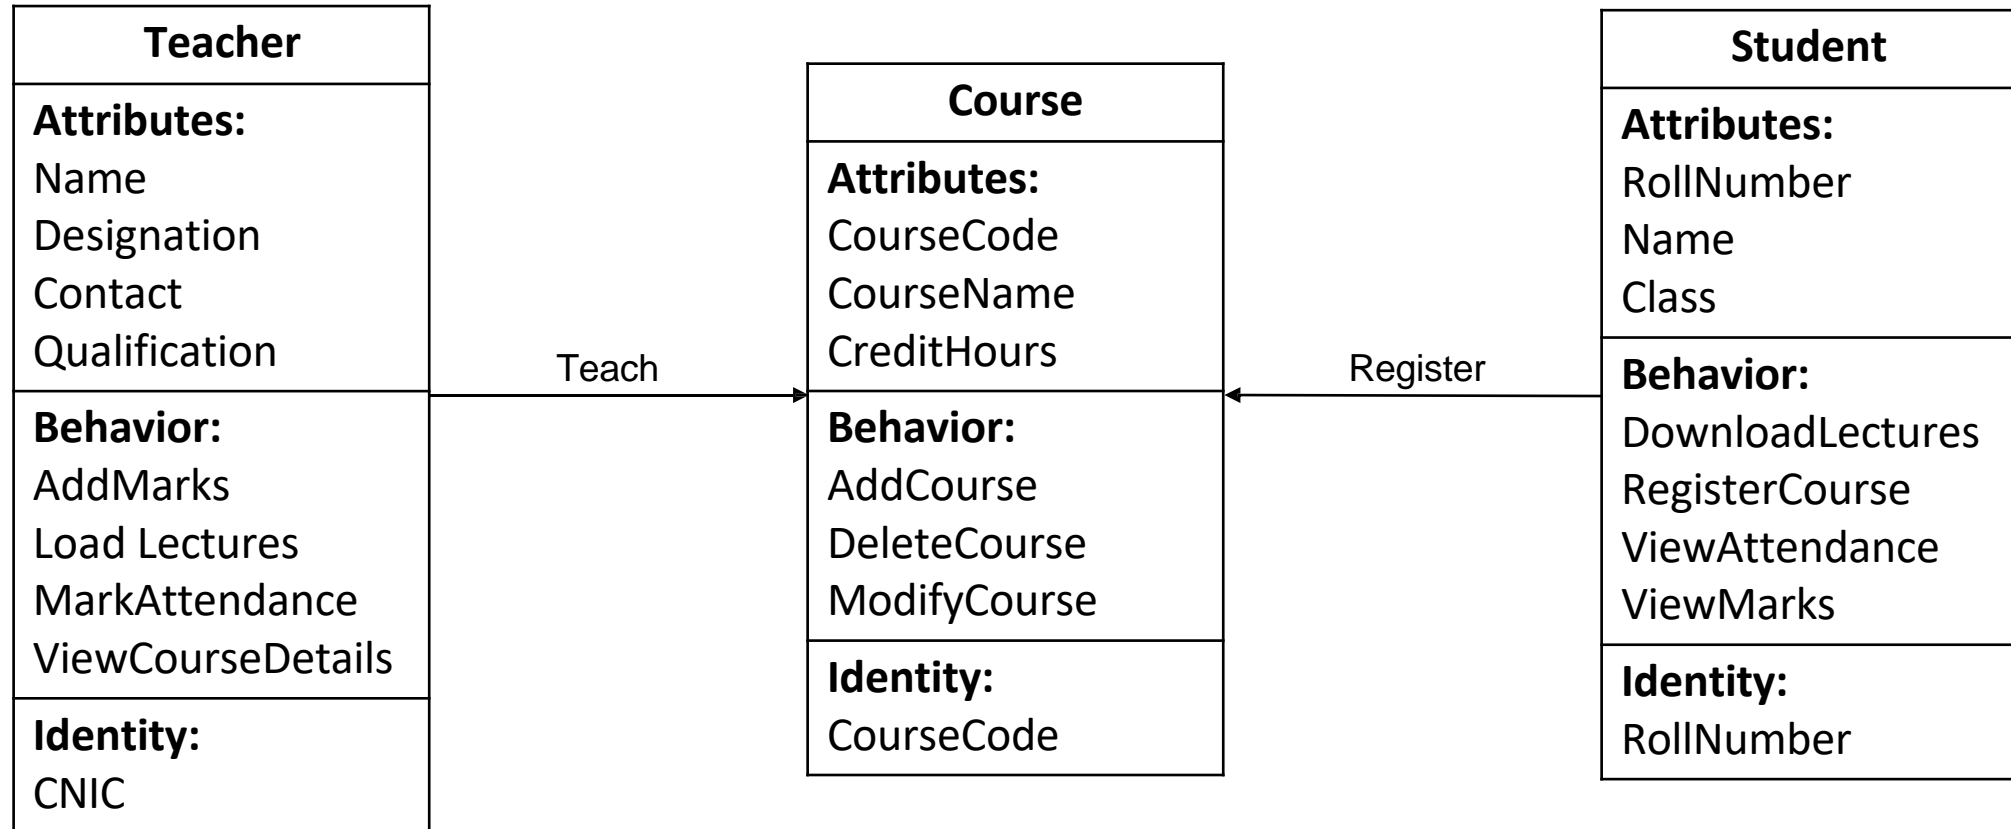 Teacher
Attributes:
Name
Designation
Contact
Qualification
Behavior:
AddMarks
Load Lectures
MarkAttendance
ViewCourseDetails
Identity:
CNIC
Teach
Course
Attributes:
CourseCode
CourseName
CreditHours
Behavior:
AddCourse
DeleteCourse
ModifyCourse
Identity:
CourseCode
Register
Student
Attributes:
RollNumber
Name
Class
Behavior:
DownloadLectures
RegisterCourse
ViewAttendance
ViewMarks
Identity:
RollNumber